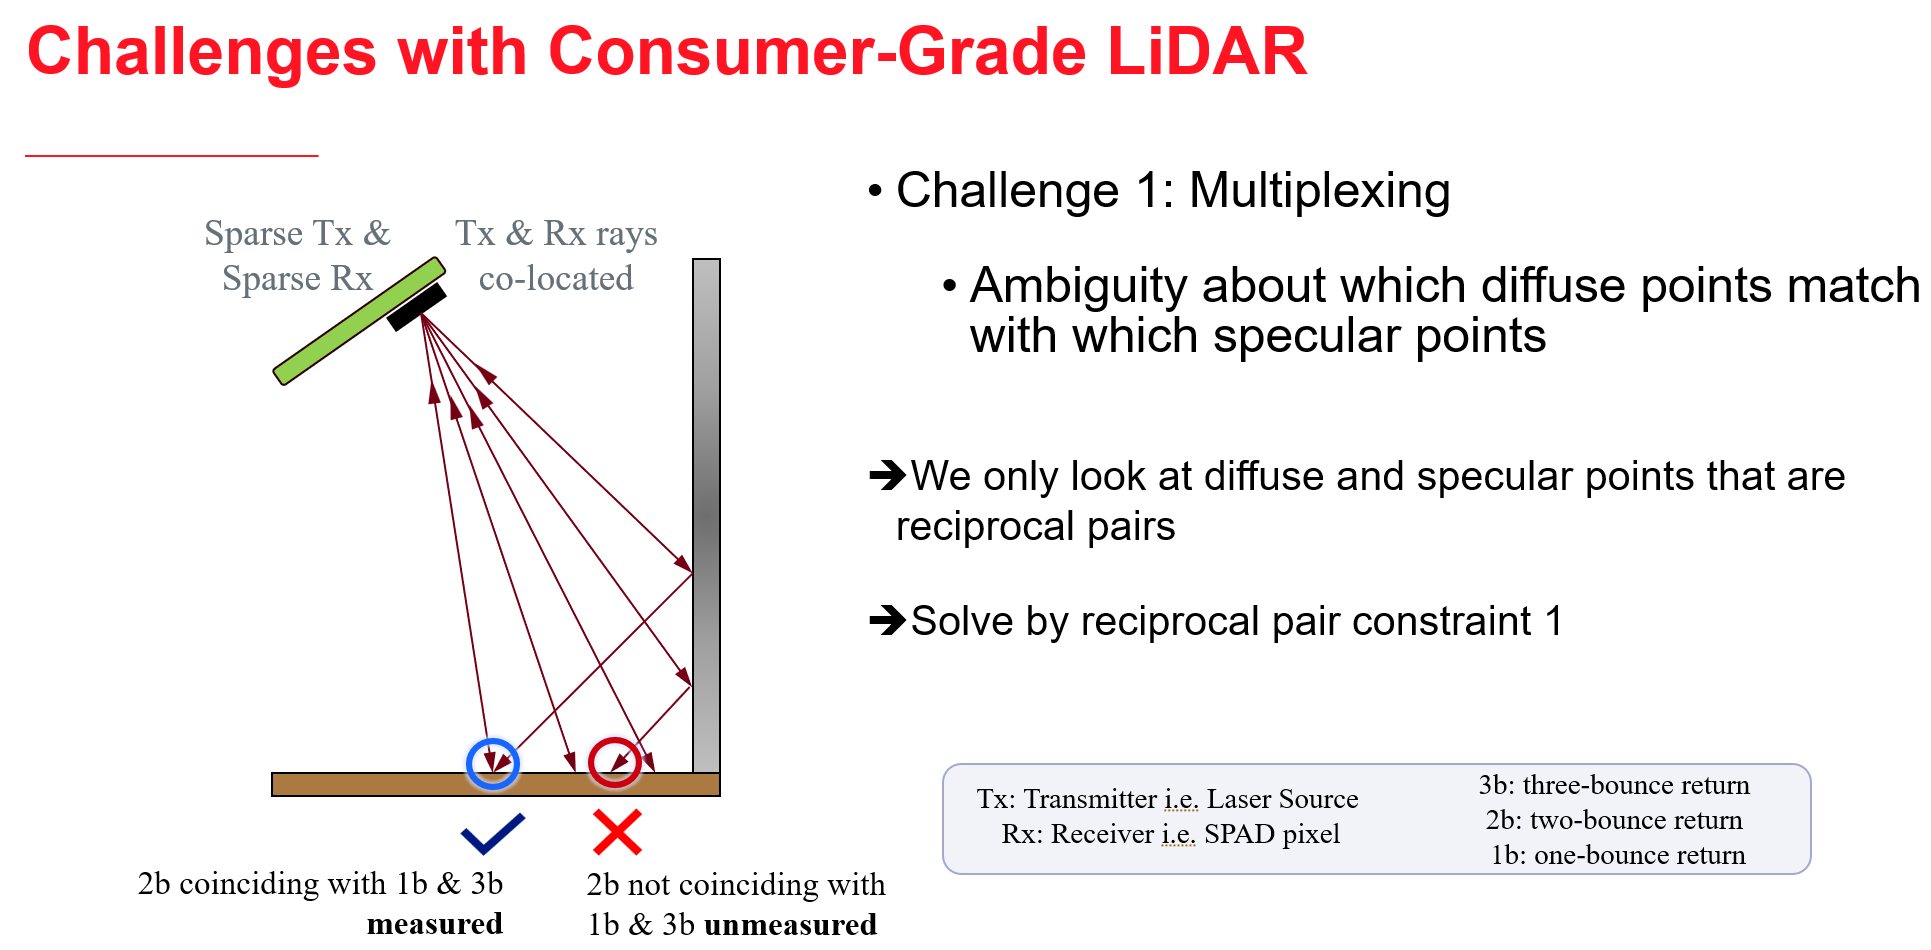 Challenges with Consumer-Grade LiDAR
Sparse Tx &
Sparse Rx
Tx & Rx rays
co-located
• Challenge 1: Multiplexing
• Ambiguity about which diffuse points match
with which specular points
🡺We only look at diffuse and specular points that are
reciprocal pairs
🡺Solve by reciprocal pair constraint 1
2b coinciding with 1b & 3b
measured
2b not coinciding with
1b & 3b unmeasured
Tx: Transmitter i.e. Laser Source
Rx: Receiver i.e. SPAD pixel
3b: three-bounce return
2b: two-bounce return
1b: one-bounce return